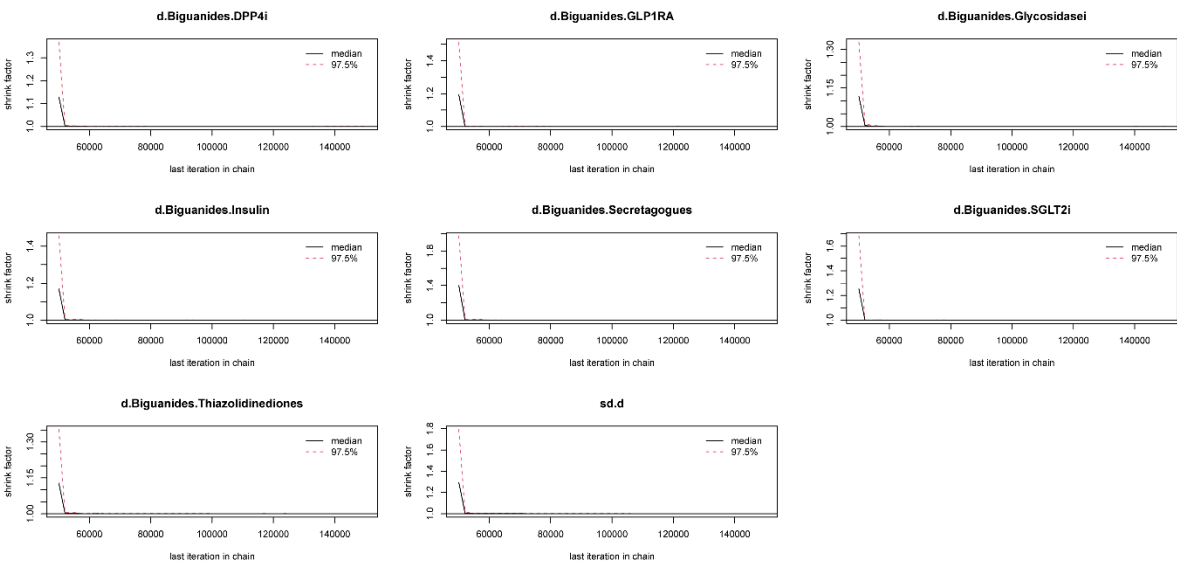 d.Biguanides.DPP4i
shrink factor
1.0 1.1 1.2 1.3
median
97.5%
60000 80000 100000 120000 140000
last iteration in chain
d.Biguanides.GLP1RA
shrink factor
1.0 1.2 1.4
median
97.5%
60000 80000 100000 120000 140000
last iteration in chain
d.Biguanides.Glycosidasei
shrink factor
1.00 1.15 1.30
median
97.5%
60000 80000 100000 120000 140000
last iteration in chain
d.Biguanides.Insulin
shrink factor
1.0 1.2 1.4
median
97.5%
60000 80000 100000 120000 140000
last iteration in chain
d.Biguanides.Secretagogues
shrink factor
1.0 1.4 1.8
median
97.5%
60000 80000 100000 120000 140000
last iteration in chain
d.Biguanides.SGLT2i
shrink factor
1.0 1.2 1.4 1.6
median
97.5%
60000 80000 100000 120000 140000
last iteration in chain
d.Biguanides.Thiazolidinediones
shrink factor
1.00 1.15 1.30
median
97.5%
60000 80000 100000 120000 140000
last iteration in chain
sd.d
shrink factor
1.0 1.2 1.4 1.6 1.8
median
97.5%
60000 80000 100000 120000 140000
last iteration in chain